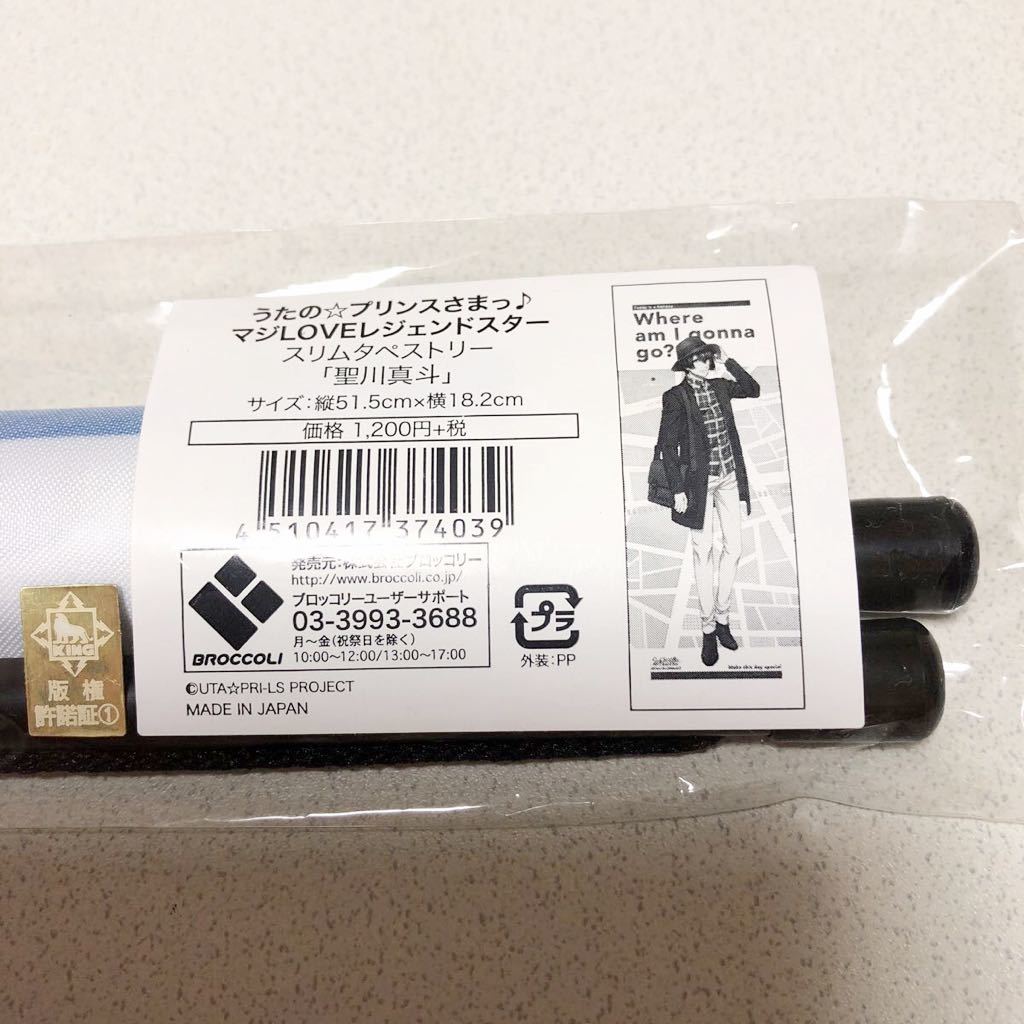 うたの☆プリンスさまっ♪
マジLOVEレジェンドスター
スリムタペストリー
「聖川真斗」
サイズ:縦51.5cm×横18.2cm
価格 1,200円+税
4 510417 374039
発売元:株式会社ブロッコリー
http://www.broccoli.co.jp/
ブロッコリーユーザーサポート
03-3993-3688
月〜金(祝祭日を除く)
10:00〜12:00/13:00〜17:00
BROCCOLI
プラ
外装:PP
©UTA☆PRI-LS PROJECT
MADE IN JAPAN
Where
am I gonna
go?
Make this day special
KING
版権
許諾証①